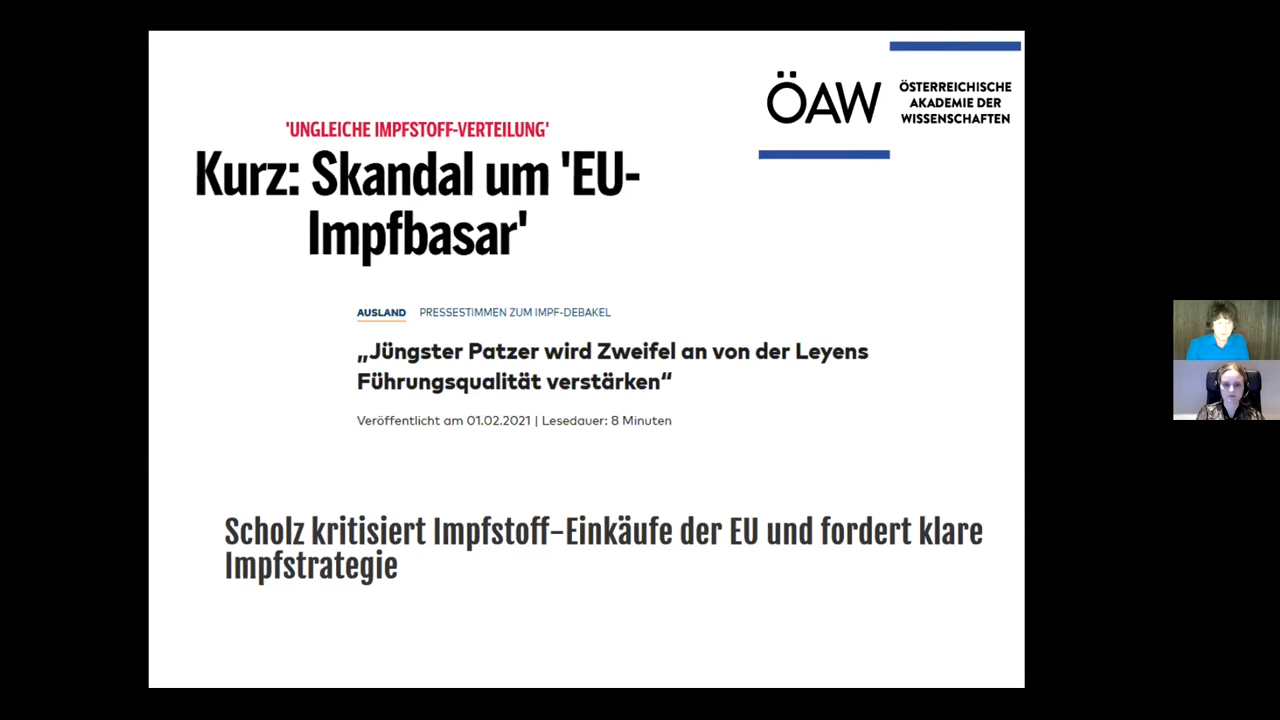 ÖAW
ÖSTERREICHISCHE
AKADEMIE DER
WISSENSCHAFTEN
'UNGLEICHE IMPFSTOFF-VERTEILUNG'
Kurz: Skandal um 'EU-
Impfbasar'
AUSLAND PRESSESTIMMEN ZUM IMPF-DEBAKEL
„Jüngster Patzer wird Zweifel an von der Leyens
Führungsqualität verstärken“
Veröffentlicht am 01.02.2021 | Lesedauer: 8 Minuten
Scholz kritisiert Impfstoff-Einkäufe der EU und fordert klare
Impfstrategie